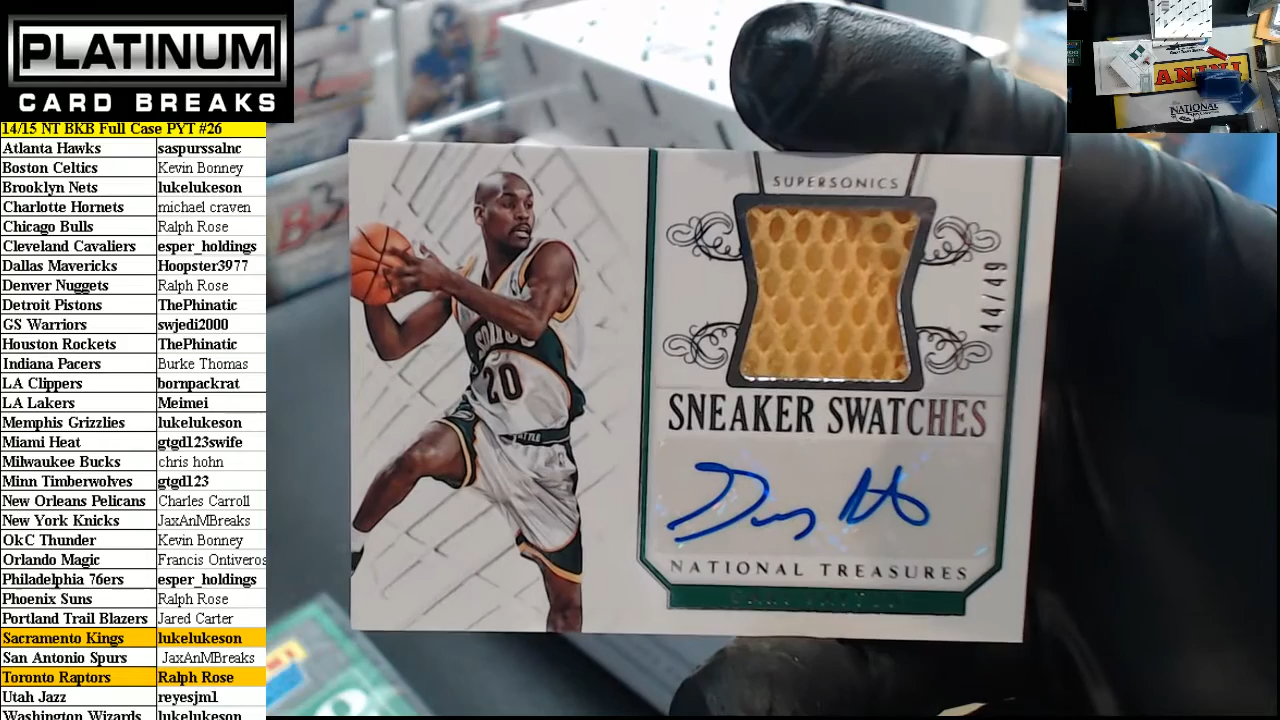 PLATINUM
CARD BREAKS
14/15 NT BKB Full Case PYT #26
Atlanta Hawks saspurssalnc
Boston Celtics Kevin Bonney
Brooklyn Nets lukelukeson
Charlotte Hornets michael craven
Chicago Bulls Ralph Rose
Cleveland Cavaliers esper_holdings
Dallas Mavericks Hoopster3977
Denver Nuggets Ralph Rose
Detroit Pistons ThePhinatic
GS Warriors swjedi2000
Houston Rockets ThePhinatic
Indiana Pacers Burke Thomas
LA Clippers bornpackrat
LA Lakers Meimei
Memphis Grizzlies lukelukeson
Miami Heat gtgd123swife
Milwaukee Bucks chris hohn
Minn Timberwolves gtgd123
New Orleans Pelicans Charles Carroll
New York Knicks JaxAnMBreaks
OkC Thunder Kevin Bonney
Orlando Magic Francis Ontiveros
Philadelphia 76ers esper_holdings
Phoenix Suns Ralph Rose
Portland Trail Blazers Jared Carter
Sacramento Kings lukelukeson
San Antonio Spurs JaxAnMBreaks
Toronto Raptors Ralph Rose
Utah Jazz reyesjm1
Washington Wizards lukelukeson
SUPERSONICS
44/49
SNEAKER SWATCHES
NATIONAL TREASURES
20
PANINI
NATIONAL